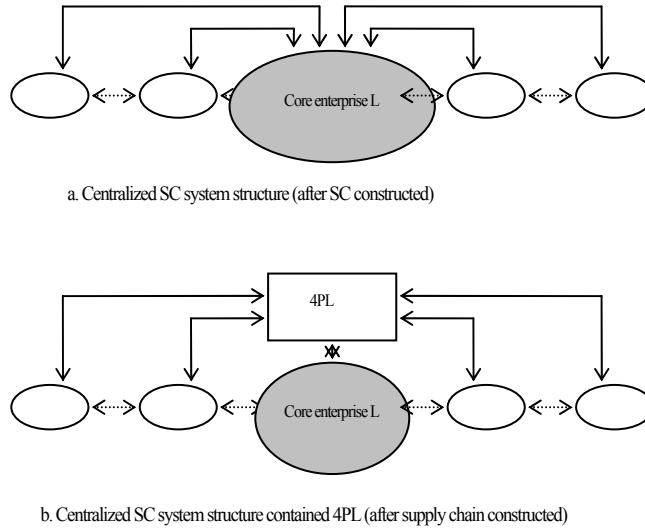 Core enterprise L
a. Centralized SC system structure (after SC constructed)
4PL
Core enterprise L
b. Centralized SC system structure contained 4PL (after supply chain constructed)